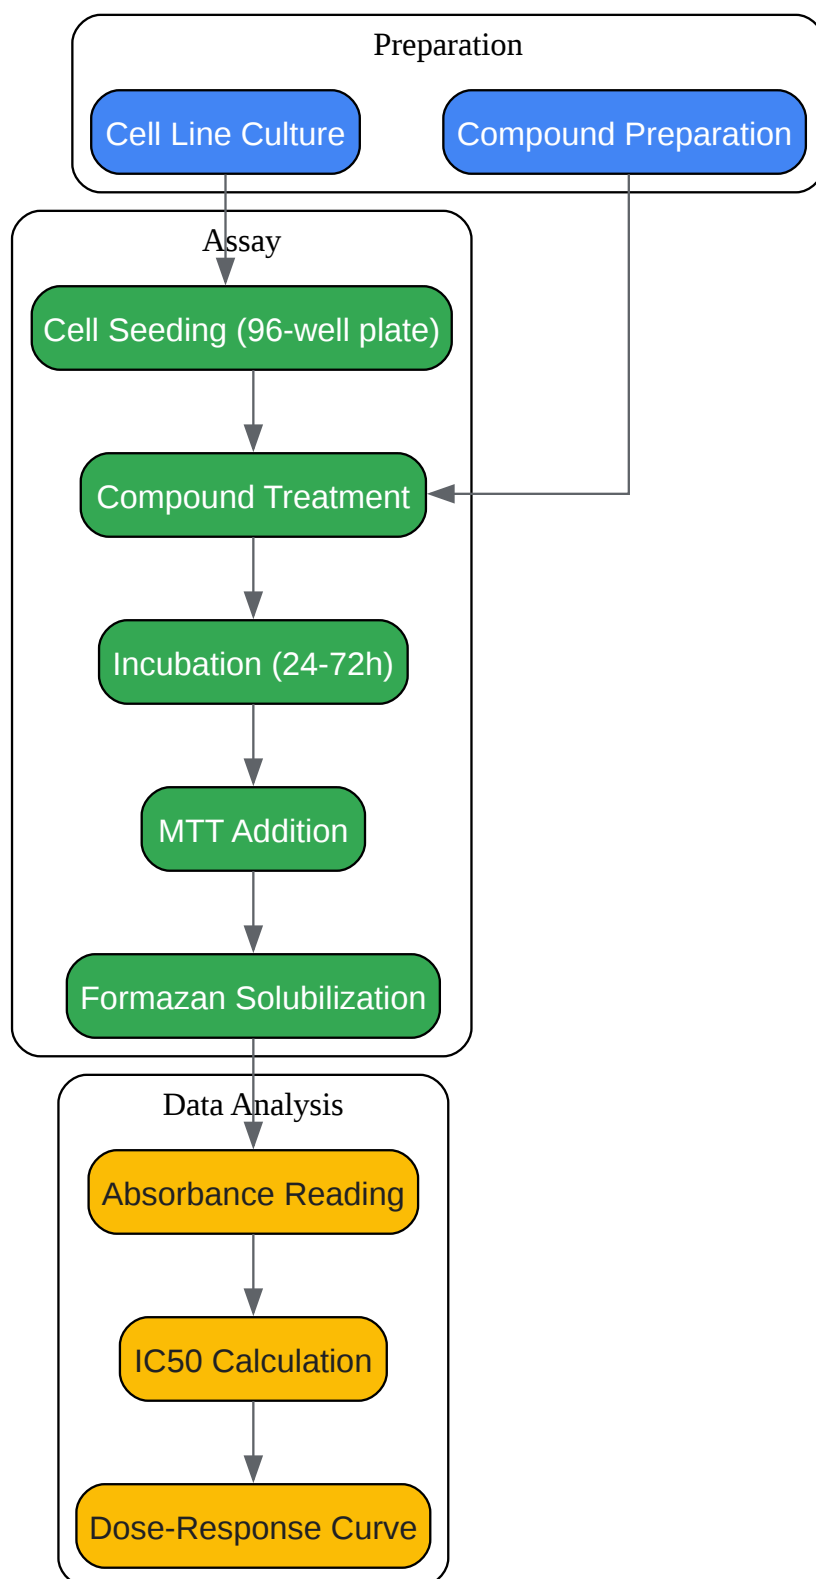 Preparation
Cell Line Culture
Compound Preparation
Assay
Cell Seeding (96-well plate)
Compound Treatment
Incubation (24-72h)
MTT Addition
Formazan Solubilization
Data Analysis
Absorbance Reading
IC50 Calculation
Dose-Response Curve